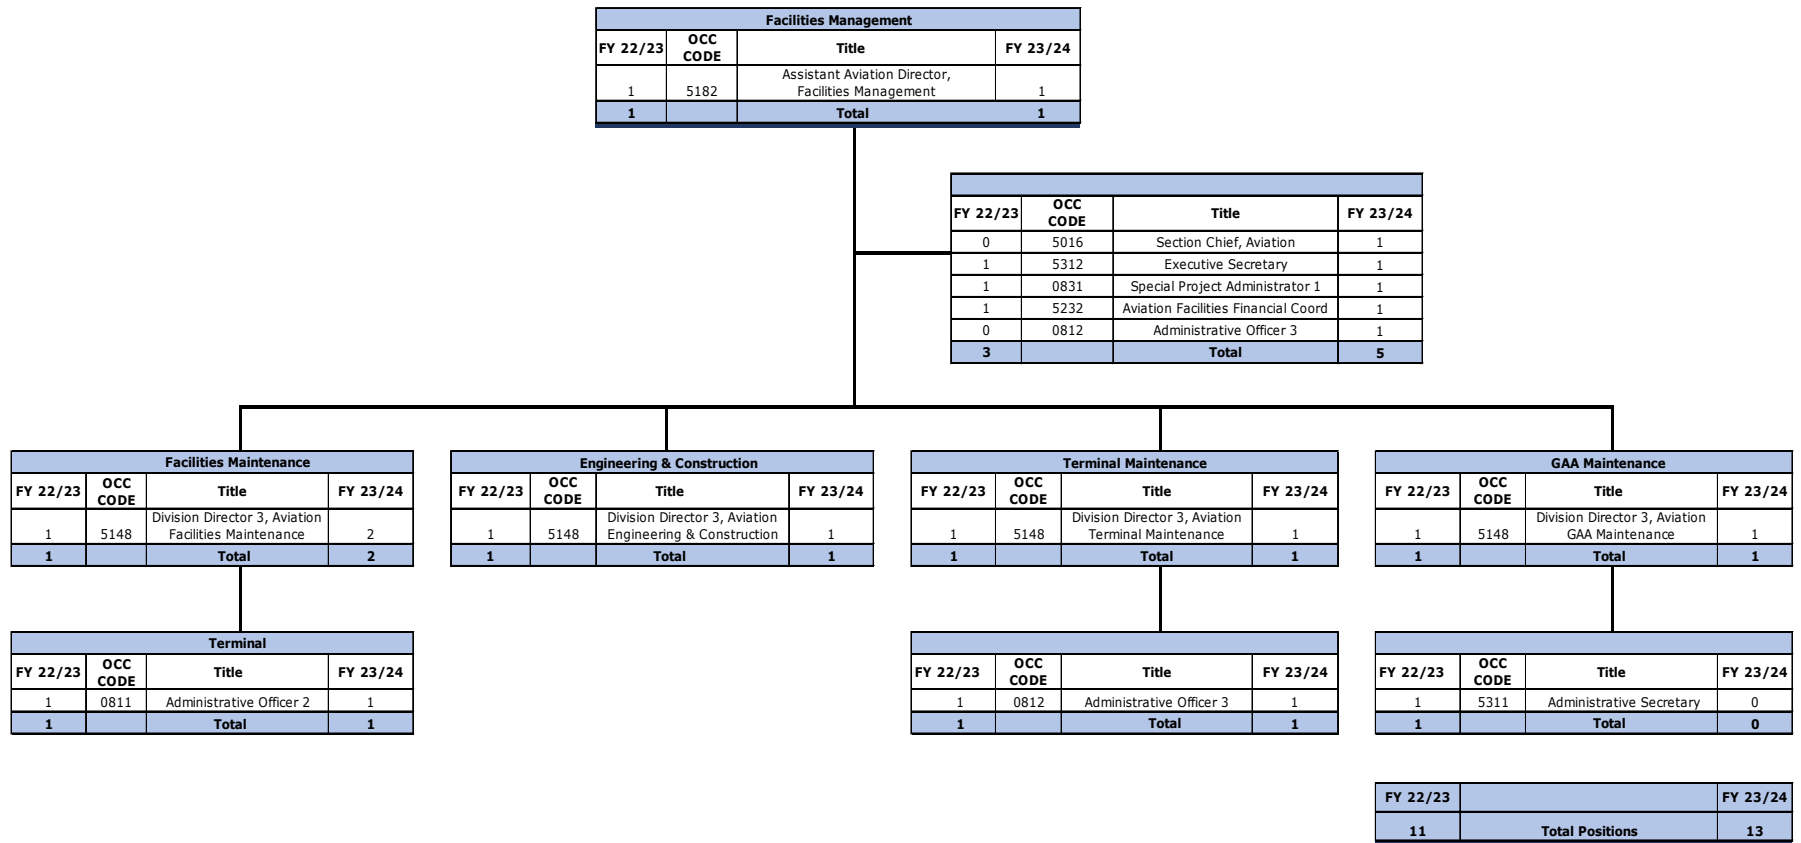 Facilities Management
FY 22/23 OCC CODE Title FY 23/24
1 5182 Assistant Aviation Director, Facilities Management 1
1 Total 1
FY 22/23 OCC CODE Title FY 23/24
0 5016 Section Chief, Aviation 1
1 5312 Executive Secretary 1
1 0831 Special Project Administrator 1 1
1 5232 Aviation Facilities Financial Coord 1
0 0812 Administrative Officer 3 1
3 Total 5
Facilities Maintenance
FY 22/23 OCC CODE Title FY 23/24
1 5148 Division Director 3, Aviation Facilities Maintenance 2
1 Total 2
Engineering & Construction
FY 22/23 OCC CODE Title FY 23/24
1 5148 Division Director 3, Aviation Engineering & Construction 1
1 Total 1
Terminal Maintenance
FY 22/23 OCC CODE Title FY 23/24
1 5148 Division Director 3, Aviation Terminal Maintenance 1
1 Total 1
GAA Maintenance
FY 22/23 OCC CODE Title FY 23/24
1 5148 Division Director 3, Aviation GAA Maintenance 1
1 Total 1
Terminal
FY 22/23 OCC CODE Title FY 23/24
1 0811 Administrative Officer 2 1
1 Total 1
FY 22/23 OCC CODE Title FY 23/24
1 0812 Administrative Officer 3 1
1 Total 1
FY 22/23 OCC CODE Title FY 23/24
1 5311 Administrative Secretary 0
1 Total 0
FY 22/23 FY 23/24
11 Total Positions 13